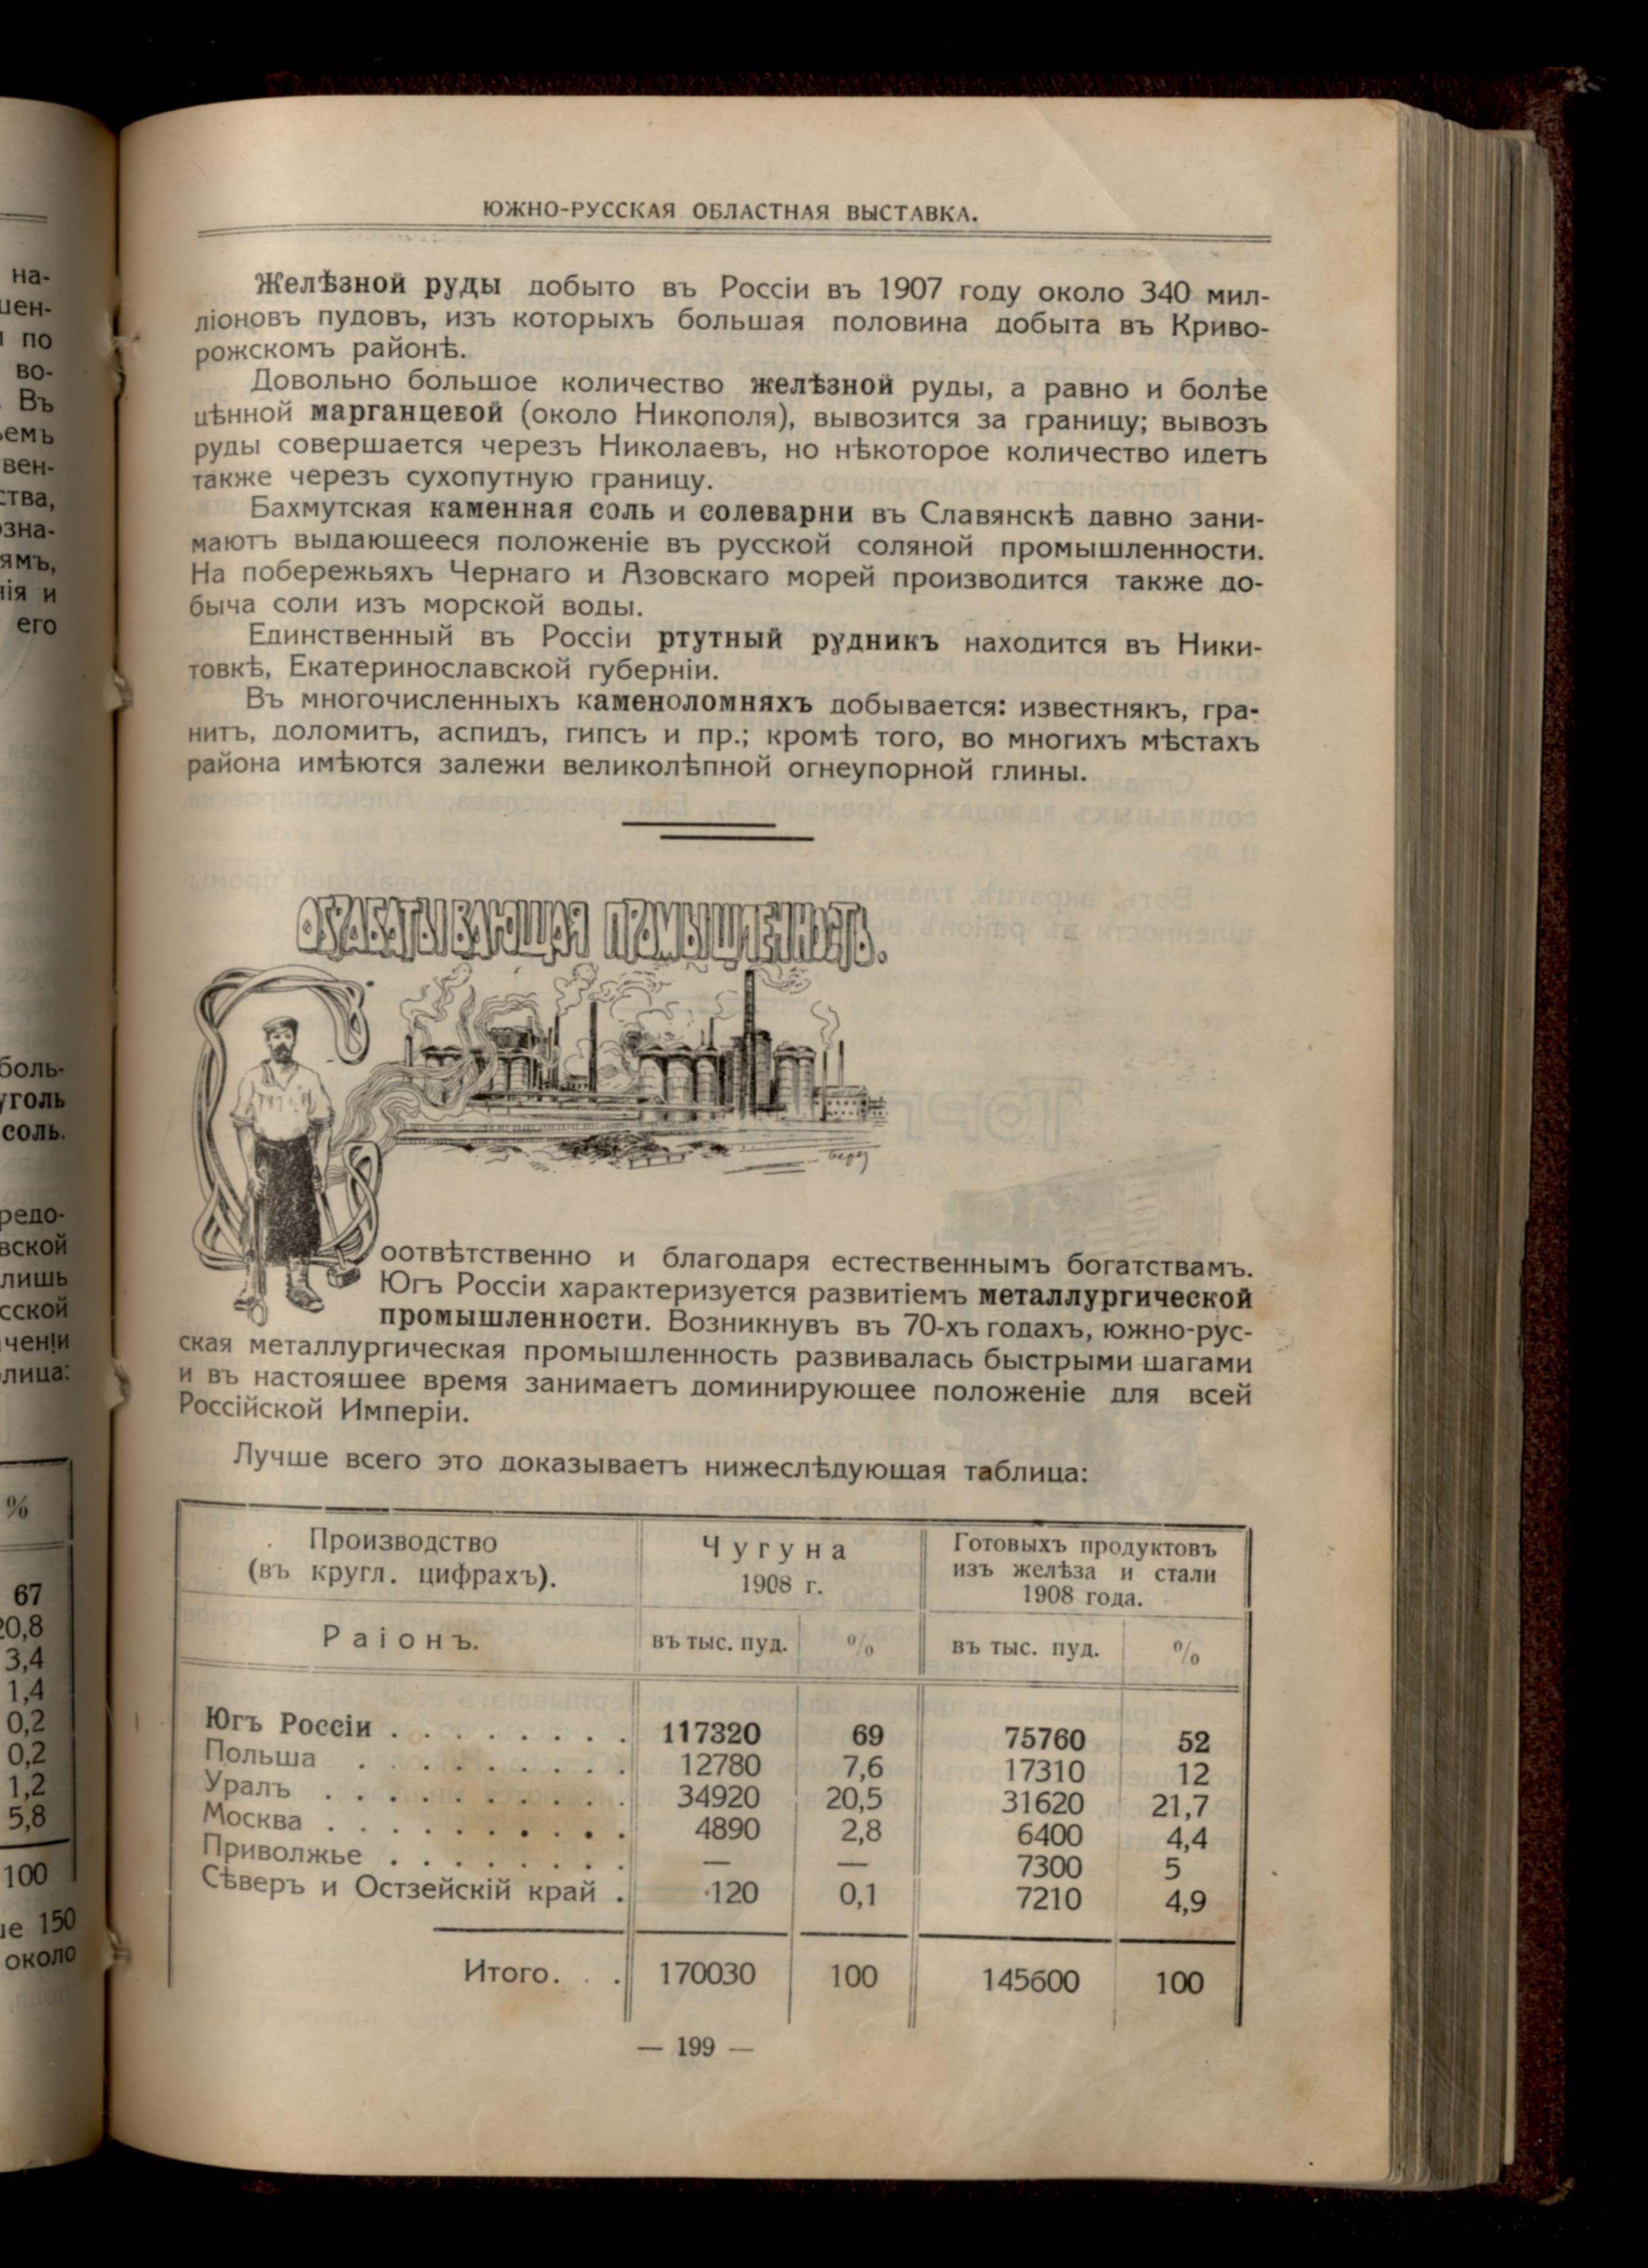 ЮЖНО-РУССКАЯ ОБЛАСТНАЯ ВЫСТАВКА.
Желѣзной руды добыто въ Россіи въ 1907 году около 340 мил-
ліоновъ пудовъ, изъ которыхъ большая половина добыта въ Криво-
рожскомъ районѣ.
Довольно большое количество желѣзной руды, а равно и болѣе
цѣнной марганцевой (около Никополя), вывозится за границу; вывозъ
руды совершается черезъ Николаевъ, но нѣкоторое количество идетъ
также черезъ сухопутную границу.
Бахмутская каменная соль и солеварни въ Славянскѣ давно зани-
маютъ выдающееся положеніе въ русской соляной промышленности.
На побережьяхъ Чернаго и Азовскаго морей производится также до-
быча соли изъ морской воды.
Единственный въ Россіи ртутный рудникъ находится въ Ники-
товкѣ, Екатеринославской губерніи.
Въ многочисленныхъ каменоломняхъ добывается: известнякъ, гра-
нитъ, доломитъ, аспидъ, гипсъ и пр.; кромѣ того, во многихъ мѣстахъ
района имѣются залежи великолѣпной огнеупорной глины.
ОБРАБАТЫВАЮЩАЯ ПРОМЫШЛЕННОСТЬ.
Соотвѣтственно и благодаря естественнымъ богатствамъ.
Югъ Россіи характеризуется развитіемъ металлургической
промышленности. Возникнувъ въ 70-хъ годахъ, южно-рус-
ская металлургическая промышленность развивалась быстрыми шагами
и въ настоящее время занимаетъ доминирующее положеніе для всей
Россійской Имперіи.
Лучше всего это доказываетъ нижеслѣдующая таблица:
Производство (въ кругл. цифрахъ). Чугуна 1908 г. Готовыхъ продуктовъ изъ желѣза и стали 1908 года.
Раіонъ. въ тыс. пуд. % въ тыс. пуд. %
Югъ Россіи . . . . . . . . 117320 69 75760 52
Польша . . . . . . . . . 12780 7,6 17310 12
Уралъ . . . . . . . . . . 34920 20,5 31620 21,7
Москва . . . . . . . . . . 4890 2,8 6400 4,4
Приволжье . . . . . . . . — — 7300 5
Сѣверъ и Остзейскій край . 120 0,1 7210 4,9
Итого. . . 170030 100 145600 100
— 199 —